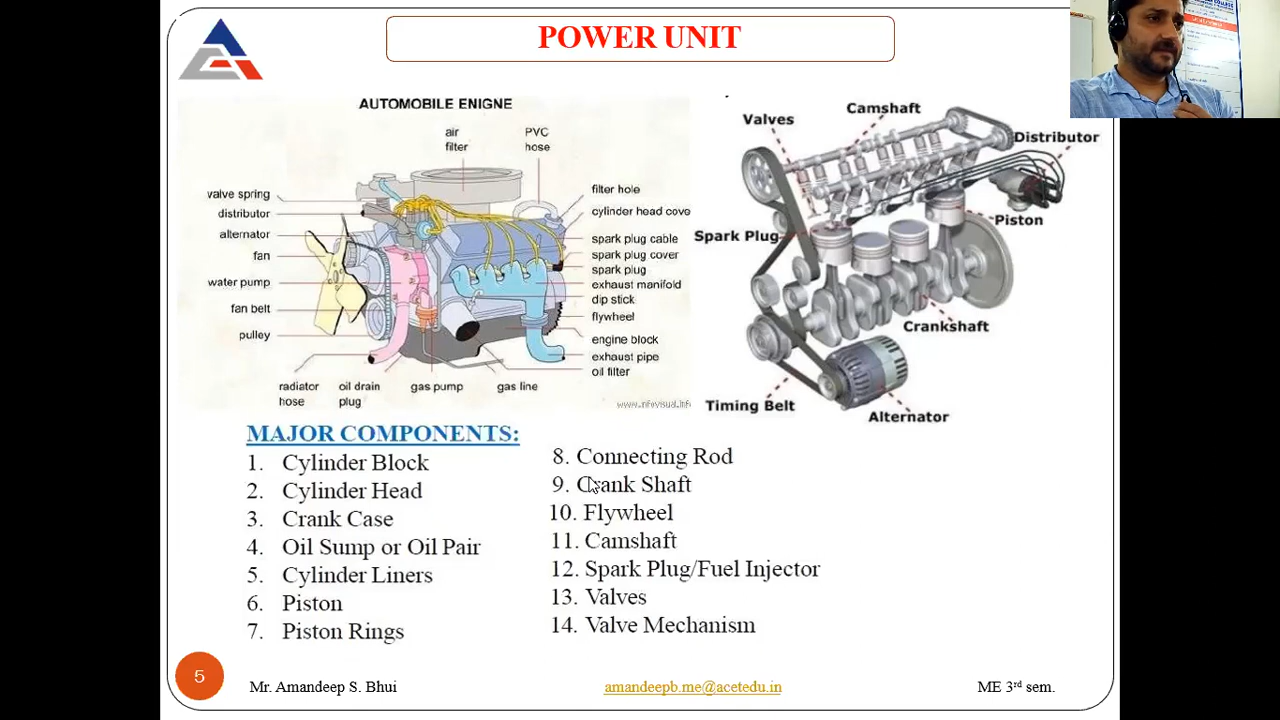 POWER UNIT
AUTOMOBILE ENIGNE
air
filter
PVC
hose
valve spring
distributor
alternator
fan
water pump
fan belt
pulley
filter hole
cylinder head cove
spark plug cable
spark plug cover
spark plug
exhaust manifold
dip stick
flywheel
engine block
exhaust pipe
oil filter
radiator
hose
oil drain
plug
gas pump
gas line
www.infovisual.inf
Valves
Camshaft
Distributor
Piston
Spark Plug
Crankshaft
Timing Belt
Alternator
MAJOR COMPONENTS:
1. Cylinder Block
2. Cylinder Head
3. Crank Case
4. Oil Sump or Oil Pair
5. Cylinder Liners
6. Piston
7. Piston Rings
8. Connecting Rod
9. Crank Shaft
10. Flywheel
11. Camshaft
12. Spark Plug/Fuel Injector
13. Valves
14. Valve Mechanism
5
Mr. Amandeep S. Bhui
amandeepb.me@acetedu.in
ME 3rd sem.